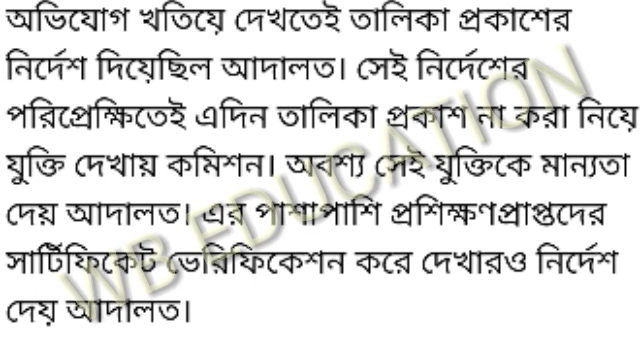 অভিযোগ খতিয়ে দেখতেই তালিকা প্রকাশের
নির্দেশ দিয়েছিল আদালত। সেই নির্দেশের
পরিপ্রেক্ষিতেই এদিন তালিকা প্রকাশ না করা নিয়ে
যুক্তি দেখায় কমিশন। অবশ্য সেই যুক্তিকে মান্যতা
দেয় আদালত। এর পাশাপাশি প্রশিক্ষণপ্রাপ্তদের
সার্টিফিকেট ভেরিফিকেশন করে দেখারও নির্দেশ
দেয় আদালত।
WB EDUCATION